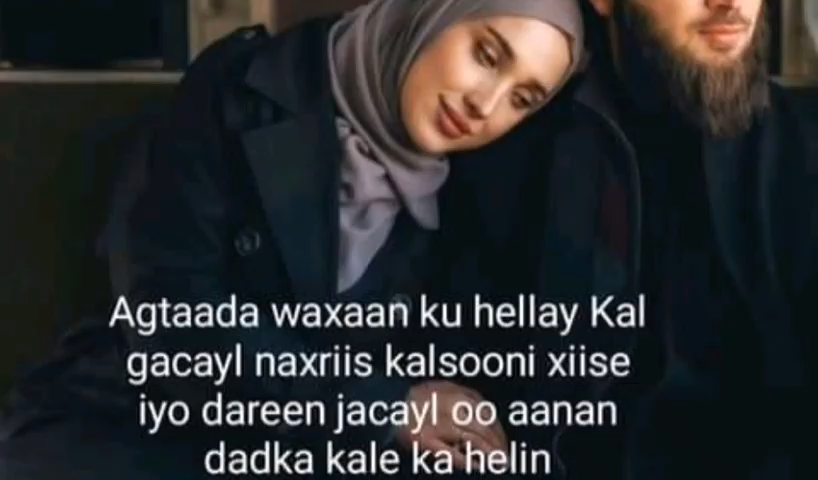 Agtaada waxaan ku hellay Kal
gacayl naxriis kalsooni xiise
iyo dareen jacayl oo aanan
dadka kale ka helin